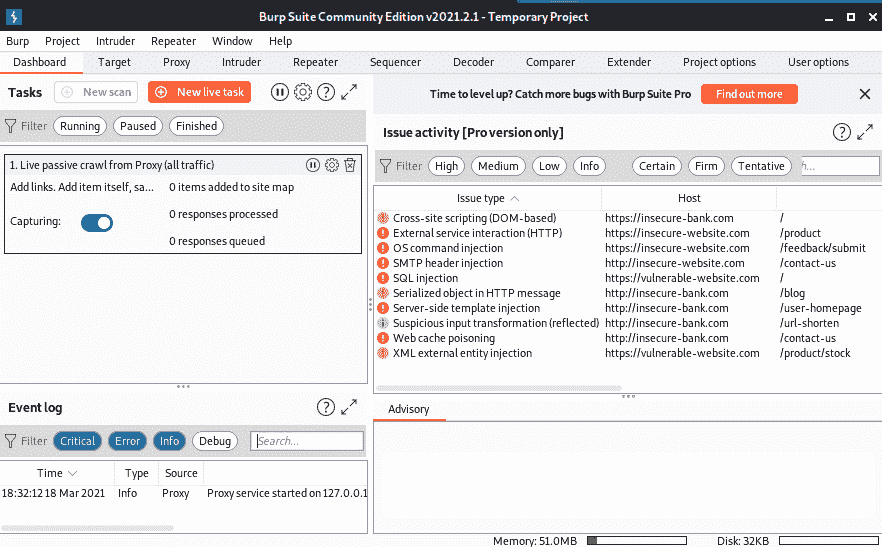 Burp Suite Community Edition v2021.2.1 - Temporary Project
Burp Project Intruder Repeater Window Help
Dashboard Target Proxy Intruder Repeater Sequencer Decoder Comparer Extender Project options User options
Tasks New scan New live task
Filter Running Paused Finished
1. Live passive crawl from Proxy (all traffic)
Add links. Add item itself, sa... 0 items added to site map
Capturing: 0 responses processed
0 responses queued
Time to level up? Catch more bugs with Burp Suite Pro Find out more
Issue activity [Pro version only]
Filter High Medium Low Info Certain Firm Tentative h...
Issue type Host
Cross-site scripting (DOM-based) https://insecure-bank.com /
External service interaction (HTTP) https://insecure-website.com /product
OS command injection https://insecure-website.com /feedback/submit
SMTP header injection http://insecure-website.com /contact-us
SQL injection https://vulnerable-website.com /
Serialized object in HTTP message http://insecure-bank.com /blog
Server-side template injection http://insecure-bank.com /user-homepage
Suspicious input transformation (reflected) http://insecure-bank.com /url-shorten
Web cache poisoning http://insecure-bank.com /contact-us
XML external entity injection https://vulnerable-website.com /product/stock
Event log
Filter Critical Error Info Debug Search...
Time Type Source
18:32:12 18 Mar 2021 Info Proxy Proxy service started on 127.0.0.1
Advisory
Memory: 51.0MB Disk: 32KB